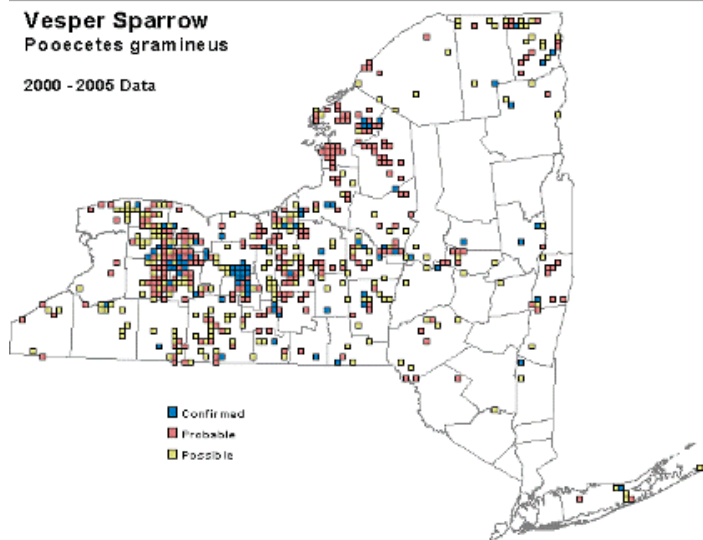 Vesper Sparrow
Pooecetes gramineus
2000 - 2005 Data
Confirmed
Probable
Possible